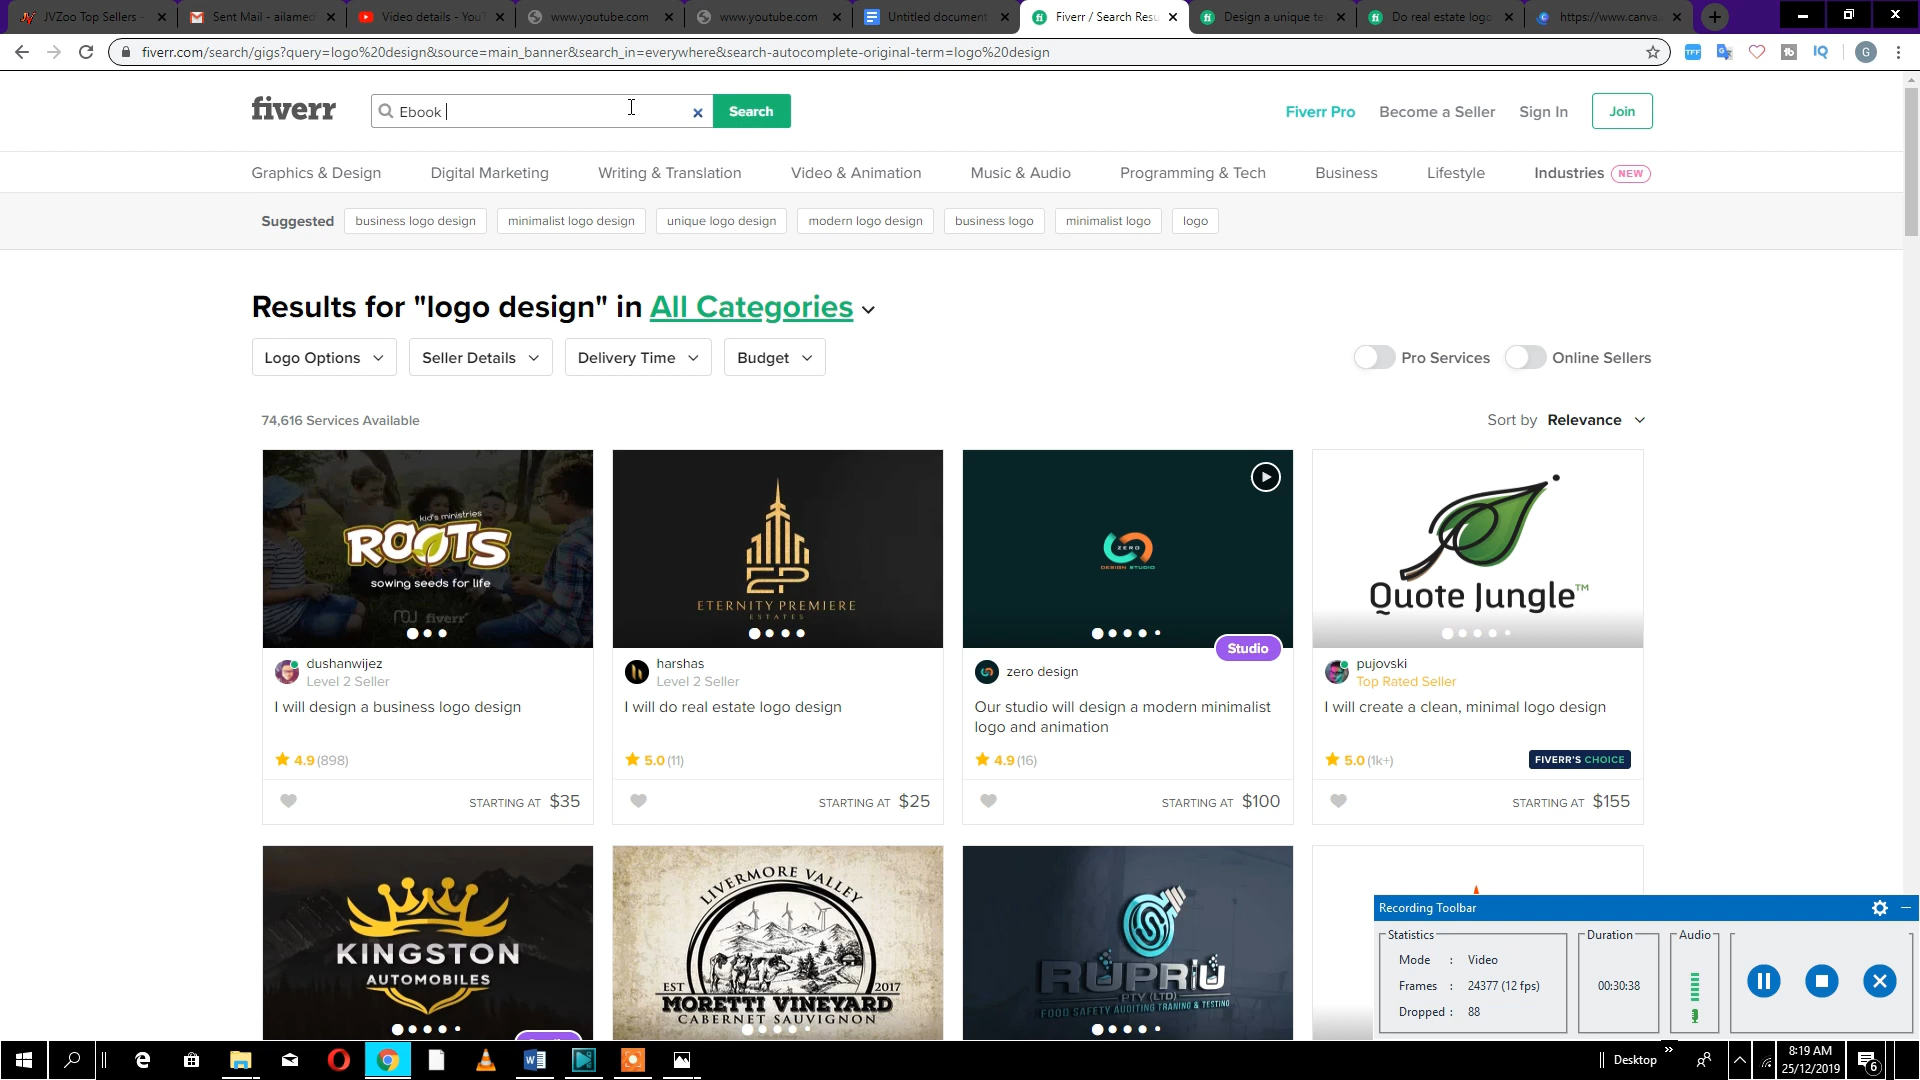 JVZoo Top Sellers -
Sent Mail - ailamed
Video details - YouT
www.youtube.com
www.youtube.com
Untitled document
Fiverr / Search Resu
Design a unique te
Do real estate logo
https://www.canva.
fiverr.com/search/gigs?query=logo%20design&source=main_banner&search_in=everywhere&search-autocomplete-original-term=logo%20design
TFF
IQ
G
fiverr
Ebook
Search
Fiverr Pro
Become a Seller
Sign In
Join
Graphics & Design
Digital Marketing
Writing & Translation
Video & Animation
Music & Audio
Programming & Tech
Business
Lifestyle
Industries NEW
Suggested
business logo design
minimalist logo design
unique logo design
modern logo design
business logo
minimalist logo
logo
Results for "logo design" in All Categories
Logo Options
Seller Details
Delivery Time
Budget
Pro Services
Online Sellers
74,616 Services Available
Sort by Relevance
kid's ministries
ROOTS
sowing seeds for life
fiverr
dushanwijez
Level 2 Seller
I will design a business logo design
4.9 (898)
STARTING AT $35
EP
ETERNITY PREMIERE
ESTATES
harshas
Level 2 Seller
I will do real estate logo design
5.0 (11)
STARTING AT $25
ZERO
DESIGN STUDIO
Studio
zero design
Our studio will design a modern minimalist
logo and animation
4.9 (16)
STARTING AT $100
Quote Jungle™
pujovski
Top Rated Seller
I will create a clean, minimal logo design
5.0 (1k+)
FIVERR'S CHOICE
STARTING AT $155
KINGSTON
AUTOMOBILES
LIVERMORE VALLEY
EST 2017
MORETTI VINEYARD
CABERNET SAUVIGNON
RUPRIU
PTY (LTD)
FOOD SAFETY AUDITING TRANING & TESTING
Recording Toolbar
Statistics
Mode : Video
Frames : 24377 (12 fps)
Dropped : 88
Duration
00:30:38
Audio
Desktop
8:19 AM
25/12/2019
6